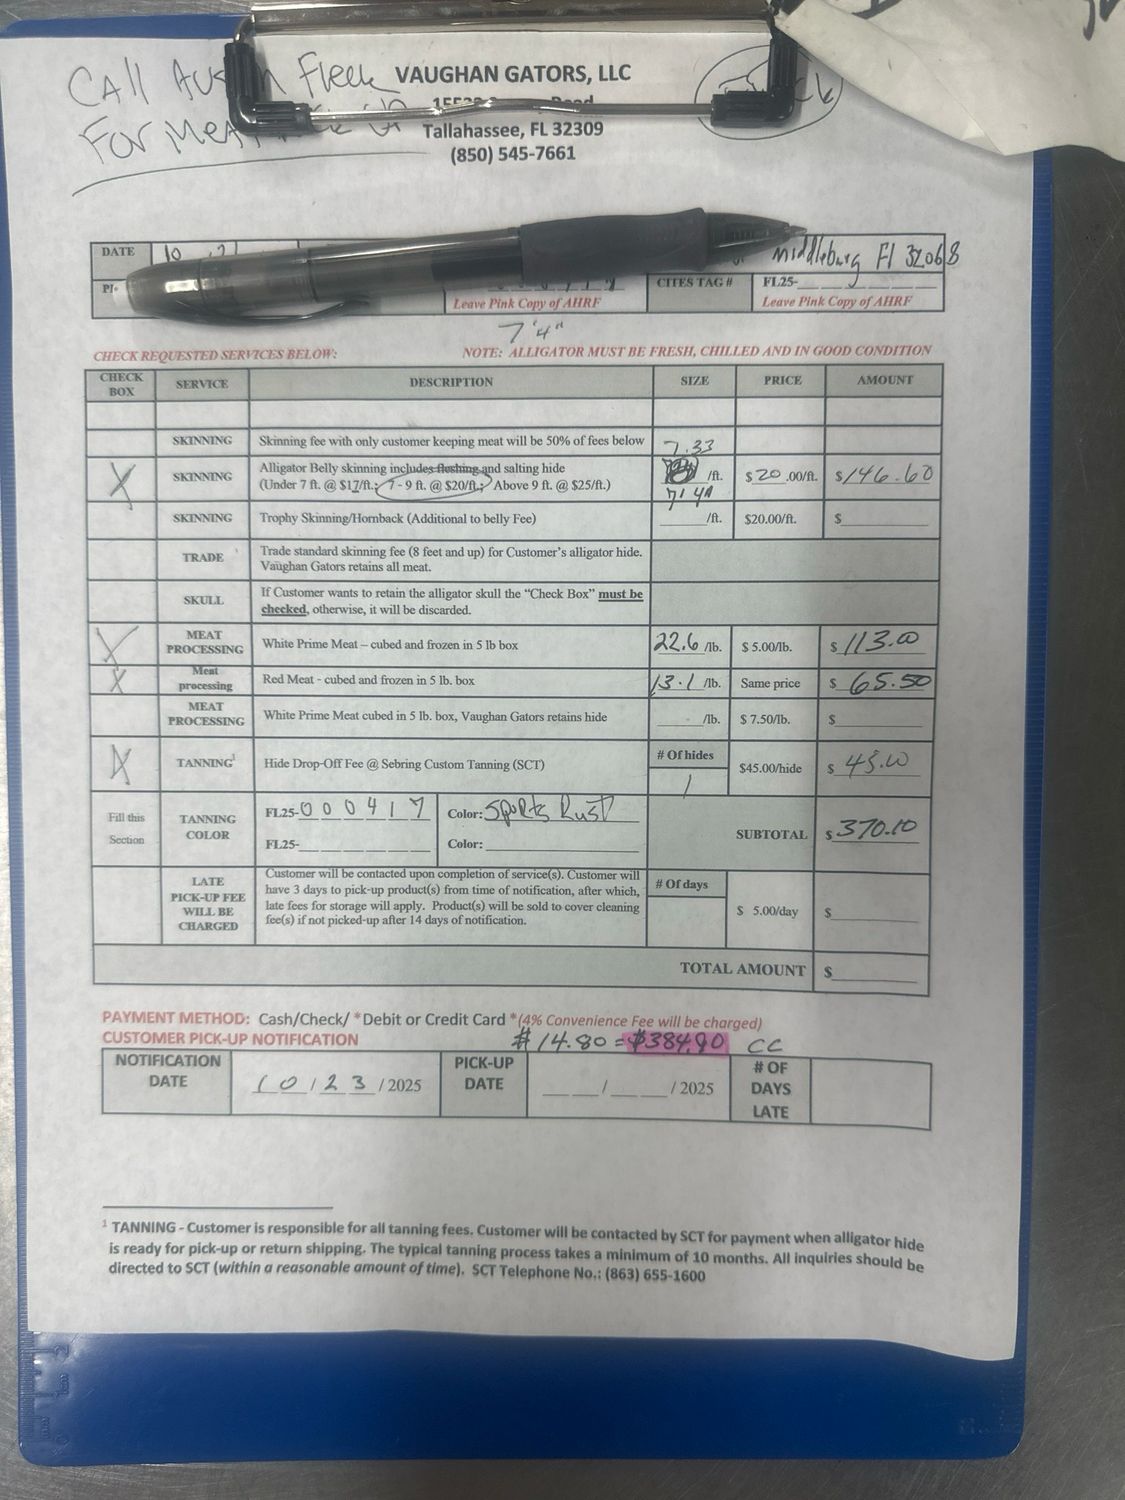 CAll Aus n Fleck
VAUGHAN GATORS, LLC
Road
For Meat
Tallahassee, FL 32309
(850) 545-7661
DATE 10
Middleburg Fl 32068
CITES TAG # FL25-
Leave Pink Copy of AHRF Leave Pink Copy of AHRF
7'4"
CHECK REQUESTED SERVICES BELOW: NOTE: ALLIGATOR MUST BE FRESH, CHILLED AND IN GOOD CONDITION
CHECK BOX SERVICE DESCRIPTION SIZE PRICE AMOUNT
SKINNING Skinning fee with only customer keeping meat will be 50% of fees below
7.33
X SKINNING Alligator Belly skinning includes fleshing and salting hide /ft. $ 20 .00/ft. $ 146.60
(Under 7 ft. @ $17/ft.; 7 - 9 ft. @ $20/ft.; Above 9 ft. @ $25/ft.)
SKINNING Trophy Skinning/Hornback (Additional to belly Fee) /ft. $20.00/ft. $
TRADE Trade standard skinning fee (8 feet and up) for Customer's alligator hide.
Vaughan Gators retains all meat.
SKULL If Customer wants to retain the alligator skull the "Check Box" must be
checked, otherwise, it will be discarded.
X MEAT PROCESSING White Prime Meat – cubed and frozen in 5 lb box 22.6 /lb. $ 5.00/lb. $ 113.00
X Meat processing Red Meat - cubed and frozen in 5 lb. box 13.1 /lb. Same price $ 65.50
MEAT PROCESSING White Prime Meat cubed in 5 lb. box, Vaughan Gators retains hide /lb. $ 7.50/lb. $
X TANNING¹ Hide Drop-Off Fee @ Sebring Custom Tanning (SCT) # Of hides 1 $45.00/hide $ 45.00
Fill this Section TANNING COLOR FL25-000417 Color: Sports Rust SUBTOTAL $ 370.10
FL25- Color:
LATE PICK-UP FEE WILL BE CHARGED Customer will be contacted upon completion of service(s). Customer will # Of days $ 5.00/day $
have 3 days to pick-up product(s) from time of notification, after which,
late fees for storage will apply. Product(s) will be sold to cover cleaning
fee(s) if not picked-up after 14 days of notification.
TOTAL AMOUNT $
PAYMENT METHOD: Cash/Check/ *Debit or Credit Card *(4% Convenience Fee will be charged)
CUSTOMER PICK-UP NOTIFICATION $ 14.80 = $384.90 CC
NOTIFICATION DATE 10/23/2025 PICK-UP DATE / /2025 # OF DAYS LATE
¹ TANNING - Customer is responsible for all tanning fees. Customer will be contacted by SCT for payment when alligator hide
is ready for pick-up or return shipping. The typical tanning process takes a minimum of 10 months. All inquiries should be
directed to SCT (within a reasonable amount of time). SCT Telephone No.: (863) 655-1600